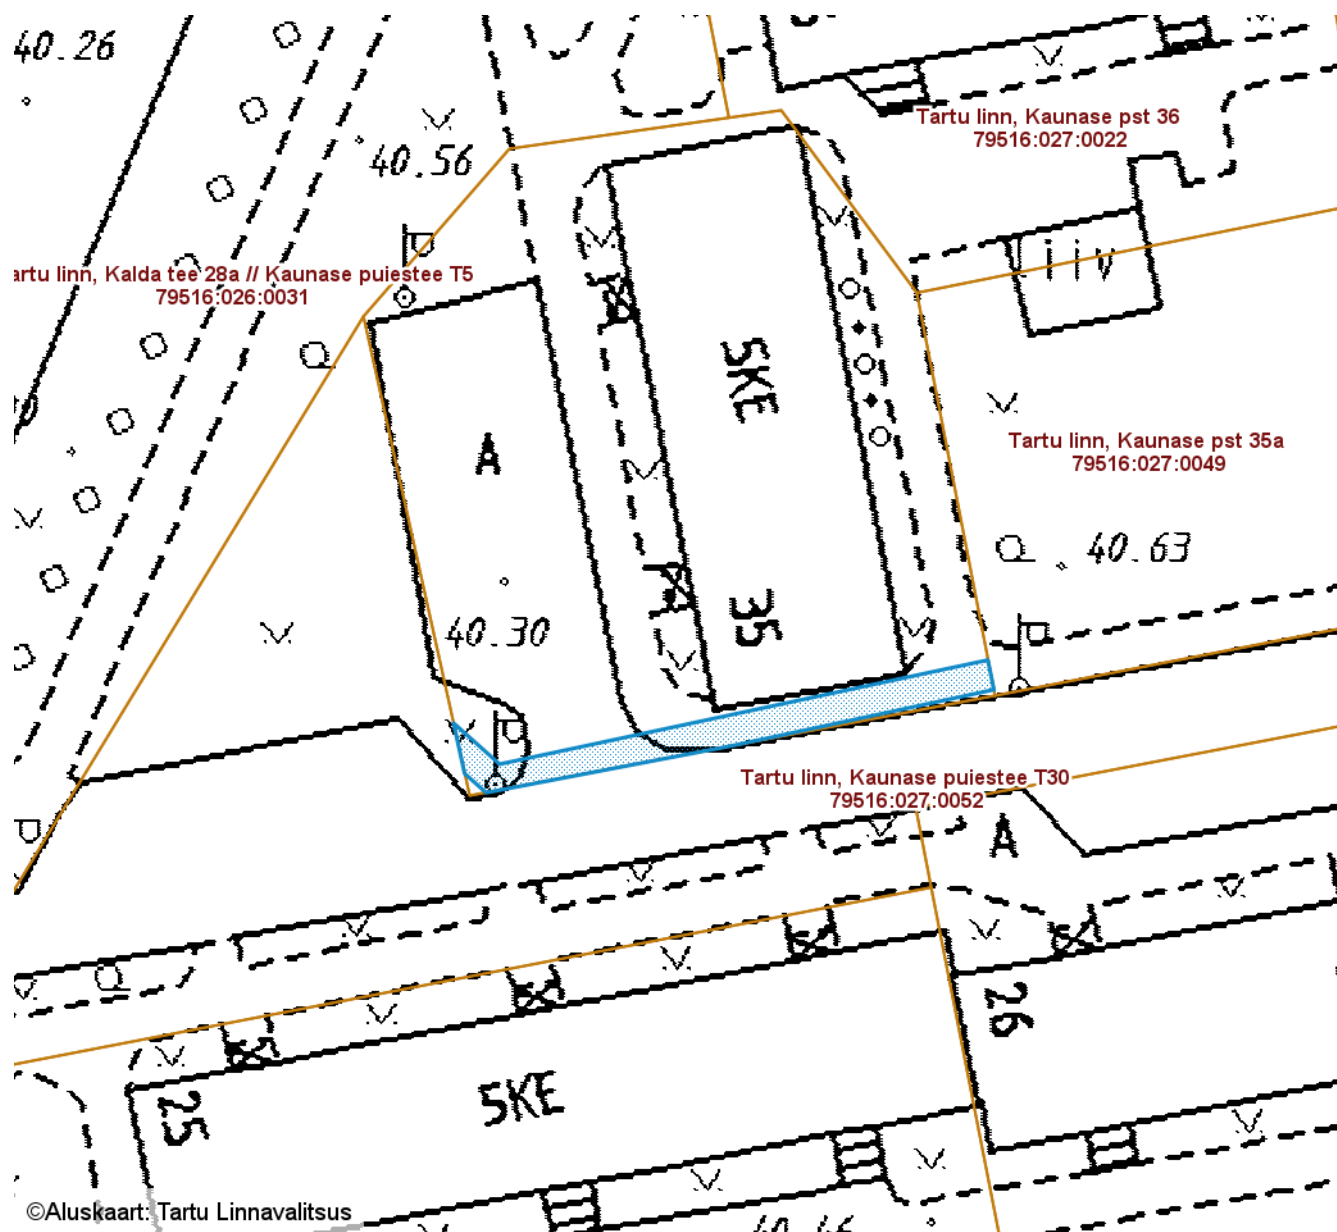 40.26
Tartu linn, Kaunase pst 36
79516:027:0022
40.56
artu linn, Kalda tee 28a // Kaunase puiestee T5
79516:026:0031
iiv
5KE
A
Tartu linn, Kaunase pst 35a
79516:027:0049
40.63
35
40.30
Tartu linn, Kaunase puiestee T30
79516:027:0052
A
26
5KE
25
©Aluskaart: Tartu Linnavalitsus